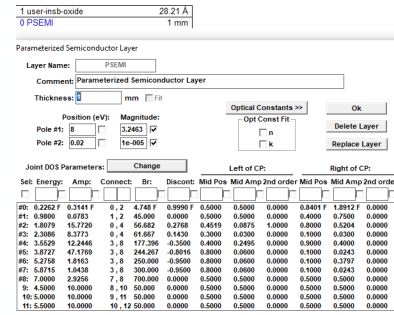 1 user-insb-oxide 28.21 Å
0 PSEMI 1 mm
Parameterized Semiconductor Layer
Layer Name: PSEMI
Comment: Parameterized Semiconductor Layer
Thickness: 1 mm Fit
Position (eV): Magnitude:
Pole #1: 8 3.2463
Pole #2: 0.02 1e-005
Optical Constants >>
Opt Const Fit
n
k
Ok
Delete Layer
Replace Layer
Joint DOS Parameters: Change Left of CP: Right of CP:
Sel: Energy: Amp: Connect: Br: Discont: Mid Pos Mid Amp 2nd order Mid Pos Mid Amp 2nd order
#0: 0.2262 F 0.3141 F 0, 2 4.748 F 0.9990 F 0.5000 0.5000 0.0000 0.8401 F 1.8912 F 0.0000
#1: 0.9800 0.0783 1, 2 45.000 0.0000 0.5000 0.5000 0.0000 0.4000 0.7500 0.0000
#2: 1.8079 15.7720 0, 4 56.682 0.2768 0.4519 0.0875 1.0000 0.8000 0.5204 0.0000
#3: 2.3086 8.3773 0, 4 61.667 0.1430 0.3000 0.0300 0.0000 0.1000 0.0300 0.0000
#4: 3.5529 12.2446 3, 8 177.396 -0.3500 0.4000 0.2495 0.0000 0.9000 0.4000 0.0000
#5: 3.8727 47.1769 3, 8 244.267 -0.8016 0.8000 0.0600 0.0000 0.1000 0.0243 0.0000
#6: 5.2758 1.8163 3, 8 250.000 -0.9500 0.8000 0.0600 0.0000 0.1000 0.3797 0.0000
#7: 5.8715 1.0438 3, 8 300.000 -0.9500 0.8000 0.0600 0.0000 0.1000 0.0243 0.0000
#8: 7.0000 2.9256 7, 8 700.000 0.0000 0.5000 0.5000 0.0000 0.5000 0.5000 0.0000
9: 4.5000 10.0000 8, 10 50.000 0.0000 0.5000 0.5000 0.0000 0.5000 0.5000 0.0000
10: 5.0000 10.0000 9, 11 50.000 0.0000 0.5000 0.5000 0.0000 0.5000 0.5000 0.0000
11: 5.5000 10.0000 10, 12 50.000 0.0000 0.5000 0.5000 0.0000 0.5000 0.5000 0.0000